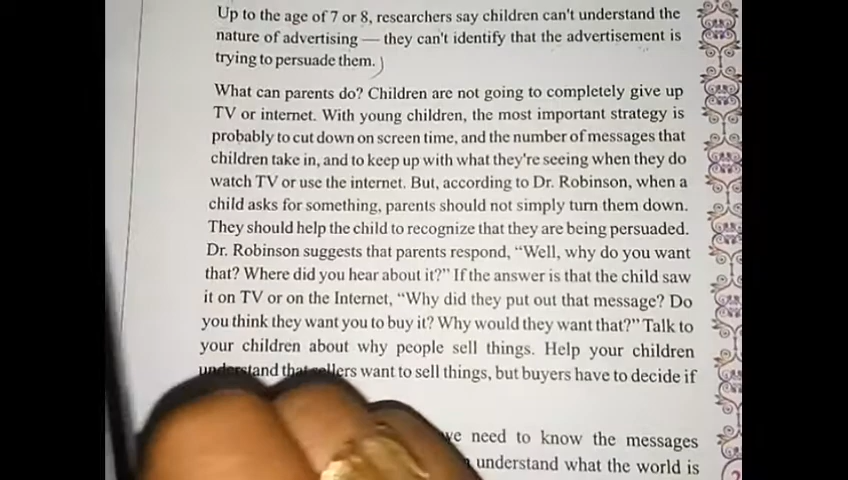 Up to the age of 7 or 8, researchers say children can't understand the
nature of advertising — they can't identify that the advertisement is
trying to persuade them.
What can parents do? Children are not going to completely give up
TV or internet. With young children, the most important strategy is
probably to cut down on screen time, and the number of messages that
children take in, and to keep up with what they're seeing when they do
watch TV or use the internet. But, according to Dr. Robinson, when a
child asks for something, parents should not simply turn them down.
They should help the child to recognize that they are being persuaded.
Dr. Robinson suggests that parents respond, “Well, why do you want
that? Where did you hear about it?” If the answer is that the child saw
it on TV or on the Internet, “Why did they put out that message? Do
you think they want you to buy it? Why would they want that?” Talk to
your children about why people sell things. Help your children
understand that sellers want to sell things, but buyers have to decide if
we need to know the messages
understand what the world is